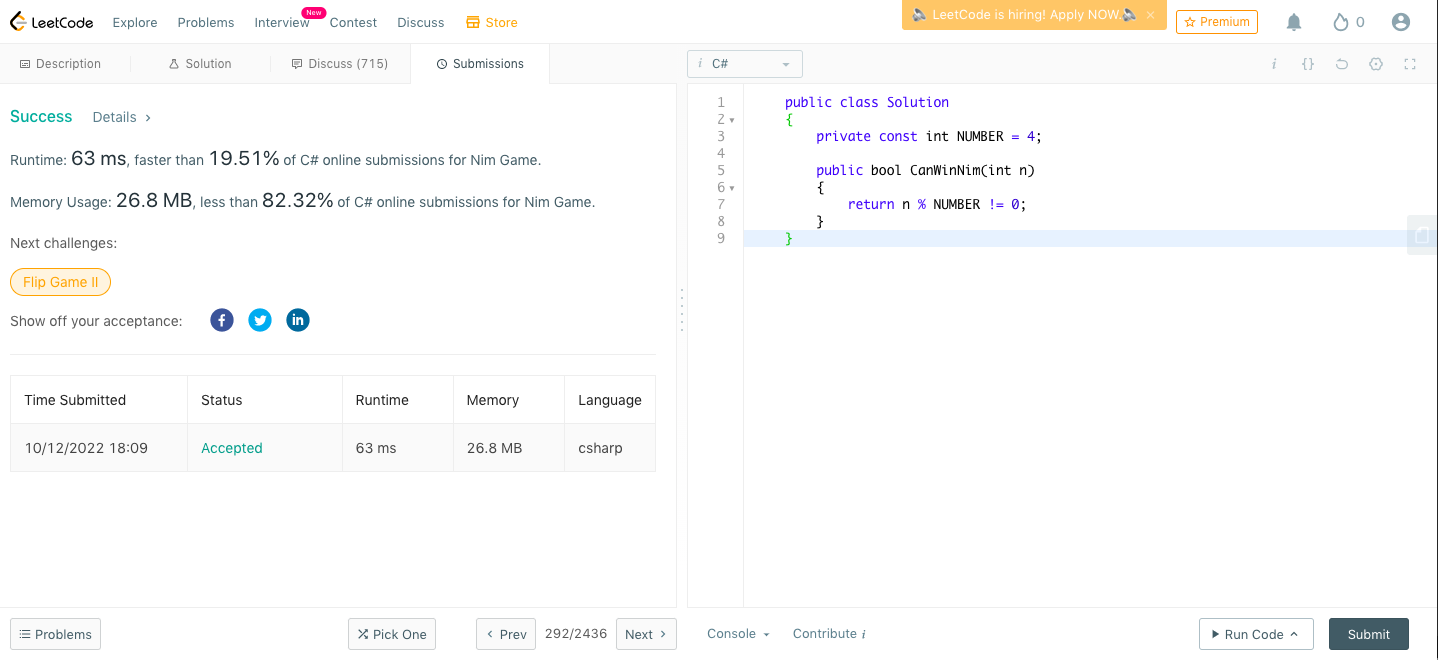 LeetCode Explore Problems Interview New Contest Discuss Store LeetCode is hiring! Apply NOW. × Premium 0
Description Solution Discuss (715) Submissions i C# i {}
Success Details ›
Runtime: 63 ms, faster than 19.51% of C# online submissions for Nim Game.
Memory Usage: 26.8 MB, less than 82.32% of C# online submissions for Nim Game.
Next challenges:
Flip Game II
Show off your acceptance: f in
Time Submitted Status Runtime Memory Language
10/12/2022 18:09 Accepted 63 ms 26.8 MB csharp
1 public class Solution
2 {
3 private const int NUMBER = 4;
4
5 public bool CanWinNim(int n)
6 {
7 return n % NUMBER != 0;
8 }
9 }
Problems Pick One ‹ Prev 292/2436 Next › Console Contribute i Run Code Submit